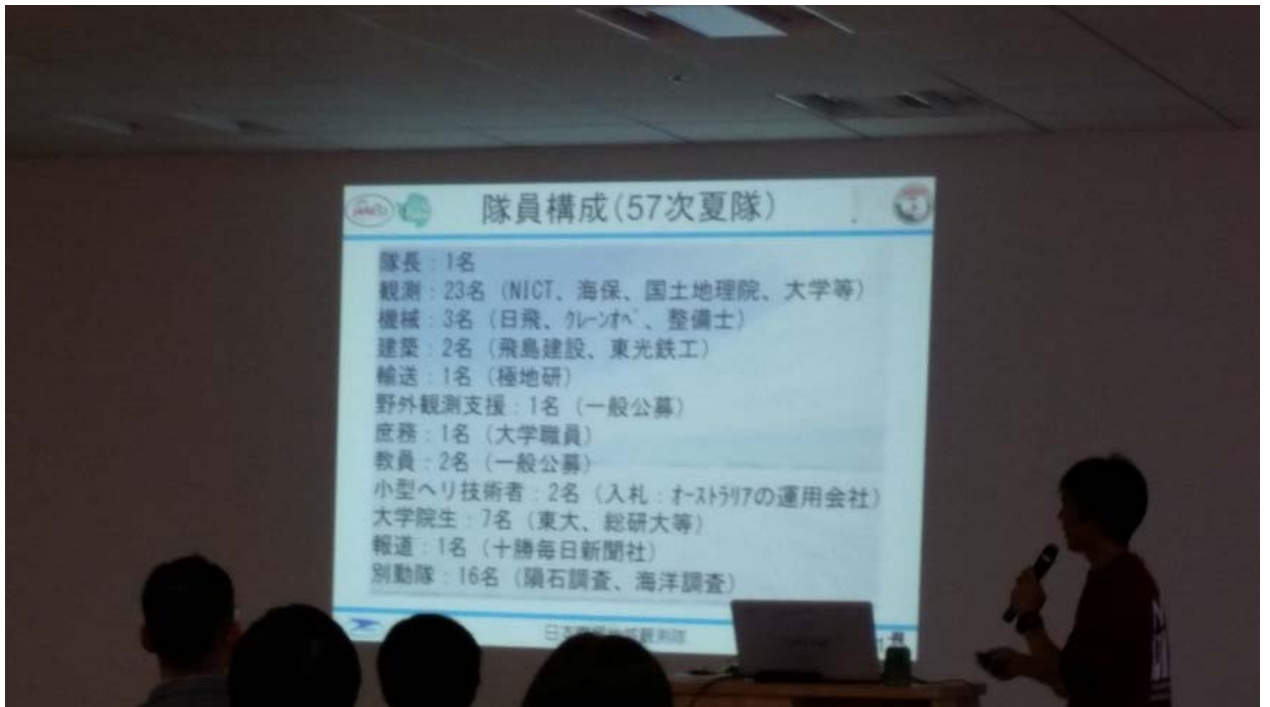 隊員構成(57次夏隊)
隊長：1名
観測：23名（NICT、海保、国土地理院、大学等）
機械：3名（日飛、ｸﾚｰﾝｵﾍﾟ、整備士）
建築：2名（飛島建設、東光鉄工）
輸送：1名（極地研）
野外観測支援：1名（一般公募）
庶務：1名（大学職員）
教員：2名（一般公募）
小型ヘリ技術者：2名（入札：ｵｰｽﾄﾗﾘｱの運用会社）
大学院生：7名（東大、総研大等）
報道：1名（十勝毎日新聞社）
別動隊：16名（隕石調査、海洋調査）